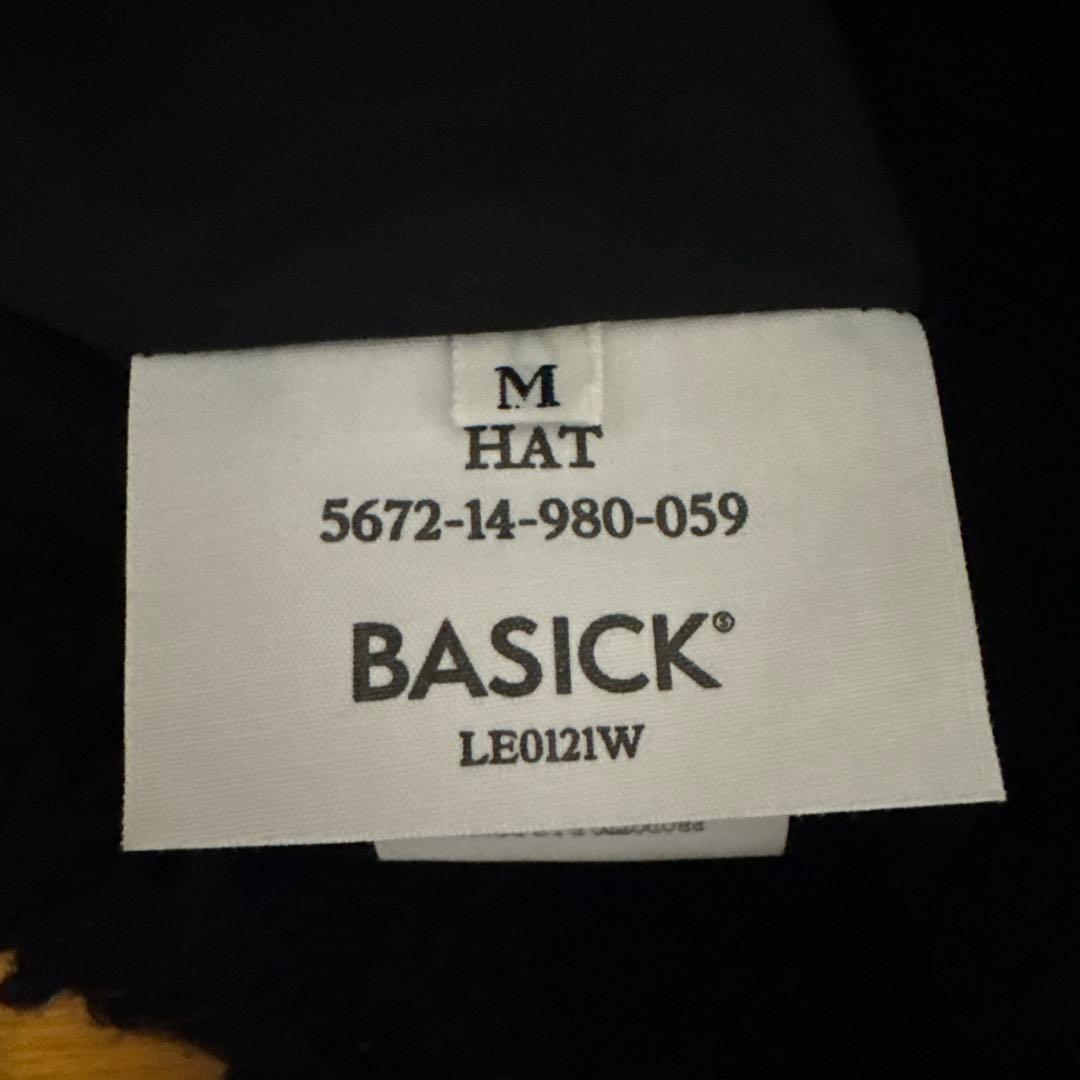 M
HAT
5672-14-980-059
BASICK®
LE0121W